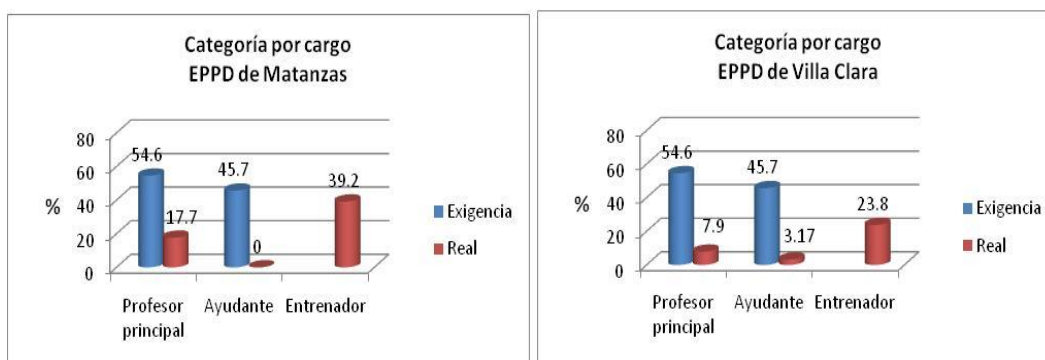 Categoría por cargo
EPPD de Matanzas
80
60
40
20
0
%
54.6
17.7
45.7
0
39.2
Profesor
principal
Ayudante
Entrenador
Exigencia
Real
Categoría por cargo
EPPD de Villa Clara
80
60
40
20
0
%
54.6
7.9
45.7
3.17
23.8
Profesor
principal
Ayudante
Entrenador
Exigencia
Real